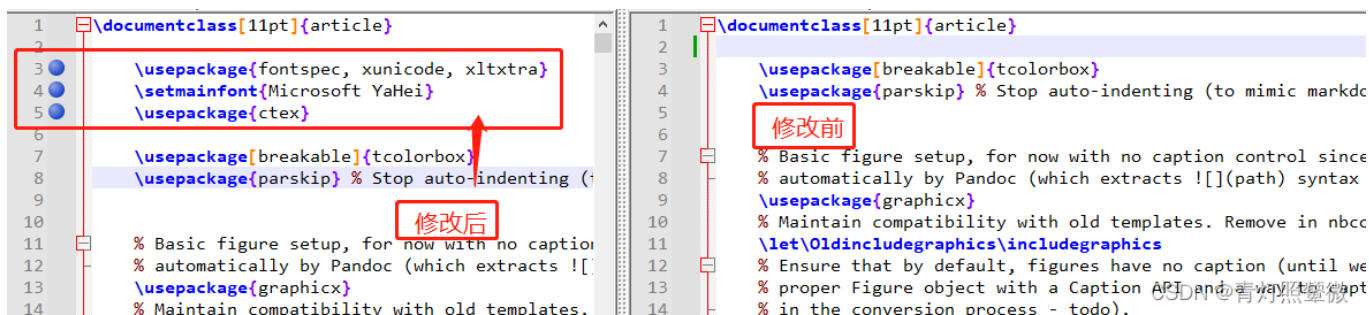 1 \documentclass[11pt]{article}
2
3 \usepackage{fontspec, xunicode, xltxtra}
4 \setmainfont{Microsoft YaHei}
5 \usepackage{ctex}
6
7 \usepackage[breakable]{tcolorbox}
8 \usepackage{parskip} % Stop auto-indenting (
9
修改后
10
11 % Basic figure setup, for now with no caption
12 % automatically by Pandoc (which extracts ![]
13 \usepackage{graphicx}
14 % Maintain compatibility with old templates.
1 \documentclass[11pt]{article}
2
3 \usepackage[breakable]{tcolorbox}
4 \usepackage{parskip} % Stop auto-indenting (to mimic markdo
5
修改前
6
7 % Basic figure setup, for now with no caption control since
8 % automatically by Pandoc (which extracts ![](path) syntax
9 \usepackage{graphicx}
10 % Maintain compatibility with old templates. Remove in nbco
11 \let\Oldincludegraphics\includegraphics
12 % Ensure that by default, figures have no caption (until we
13 % proper Figure object with a Caption API and a way to capt
14 % in the conversion process - todo).
CSDN @青灯照颦微